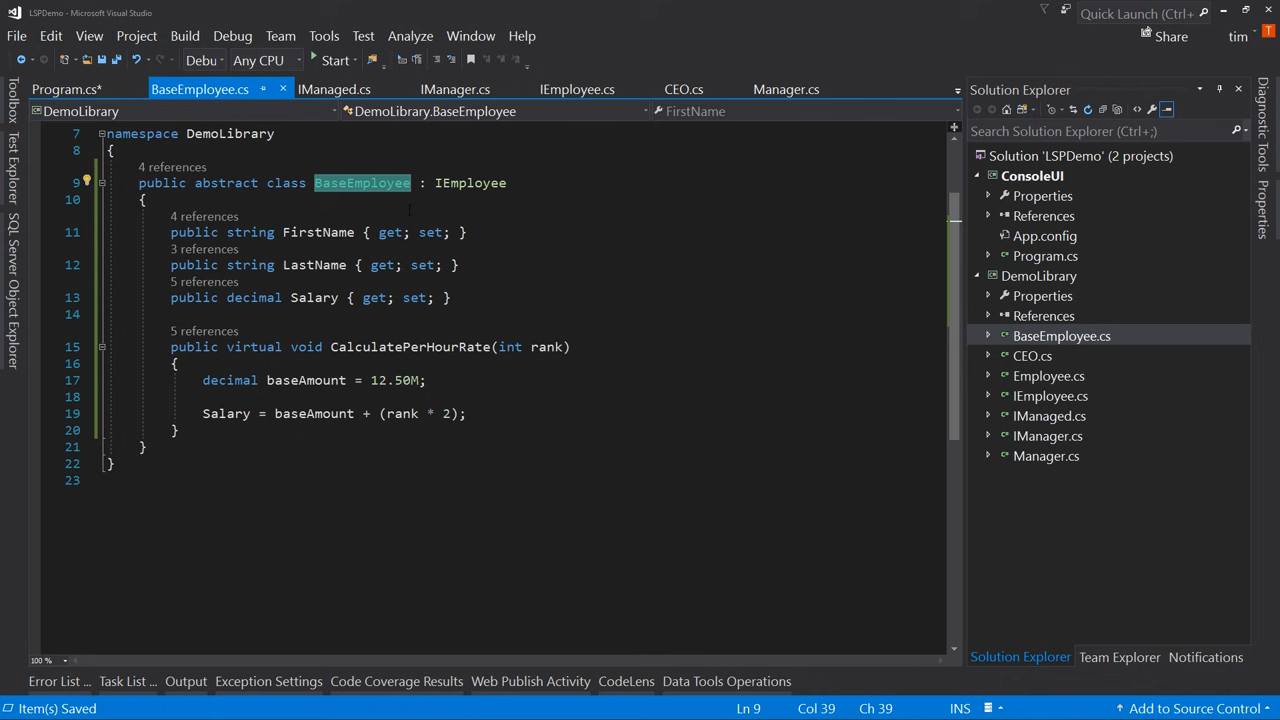 LSPDemo - Microsoft Visual Studio
Quick Launch (Ctrl+
File Edit View Project Build Debug Team Tools Test Analyze Window Help
Share tim T
Debu Any CPU Start
Program.cs* BaseEmployee.cs IManaged.cs IManager.cs IEmployee.cs CEO.cs Manager.cs
DemoLibrary DemoLibrary.BaseEmployee FirstName
Toolbox
Test Explorer
SQL Server Object Explorer
7 namespace DemoLibrary
8 {
4 references
9 public abstract class BaseEmployee : IEmployee
10 {
4 references
11 public string FirstName { get; set; }
3 references
12 public string LastName { get; set; }
5 references
13 public decimal Salary { get; set; }
14
5 references
15 public virtual void CalculatePerHourRate(int rank)
16 {
17 decimal baseAmount = 12.50M;
18
19 Salary = baseAmount + (rank * 2);
20 }
21 }
22 }
23
100 %
Solution Explorer
Search Solution Explorer (Ctrl+;)
Solution 'LSPDemo' (2 projects)
ConsoleUI
Properties
References
App.config
Program.cs
DemoLibrary
Properties
References
BaseEmployee.cs
CEO.cs
Employee.cs
IEmployee.cs
IManaged.cs
IManager.cs
Manager.cs
Solution Explorer Team Explorer Notifications
Diagnostic Tools
Properties
Error List ... Task List ... Output Exception Settings Code Coverage Results Web Publish Activity CodeLens Data Tools Operations
Item(s) Saved Ln 9 Col 39 Ch 39 INS Add to Source Control